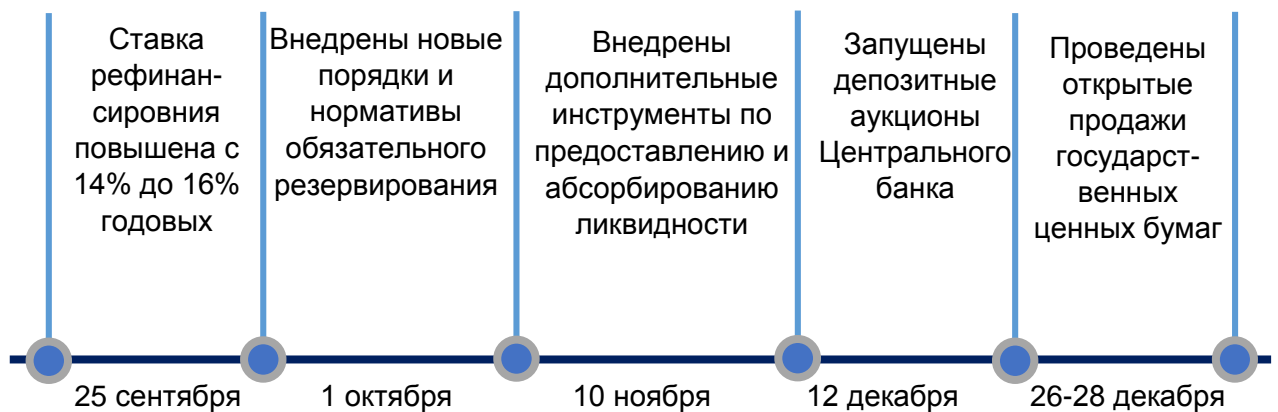 Ставка
рефинан-
сировния
повышена с
14% до 16%
годовых
Внедрены новые
порядки и
нормативы
обязательного
резервирования
Внедрены
дополнительные
инструменты по
предоставлению и
абсорбированию
ликвидности
Запущены
депозитные
аукционы
Центрального
банка
Проведены
открытые
продажи
государст-
венных
ценных бумаг
25 сентября
1 октября
10 ноября
12 декабря
26-28 декабря